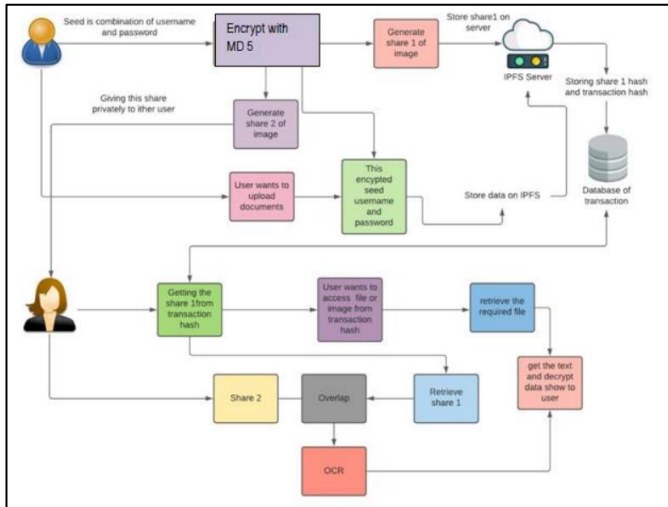 Seed is combination of username
and password
Encrypt with
MD 5
Generate
share 1 of
image
Store share1 on
server
IPFS Server
Storing share 1 hash
and transaction hash
Giving this share
privately to ither user
Generate
share 2 of
image
User wants to
upload
documents
This
encypted
seed
username
and
password
Store data on IPFS
Database of
transaction
Getting the
share 1from
transaction
hash
User wants to
access file or
image from
transaction
hash
retrieve the
required file
get the text
and decrypt
data show to
user
Share 2
Overlap
Retrieve
share 1
OCR